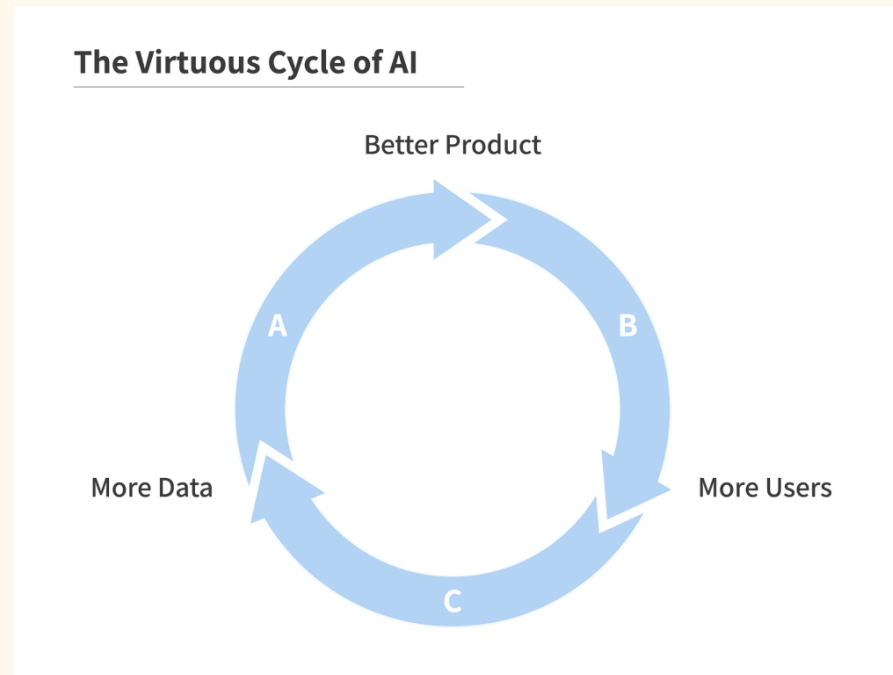 The Virtuous Cycle of AI
Better Product
A
B
More Data
More Users
C